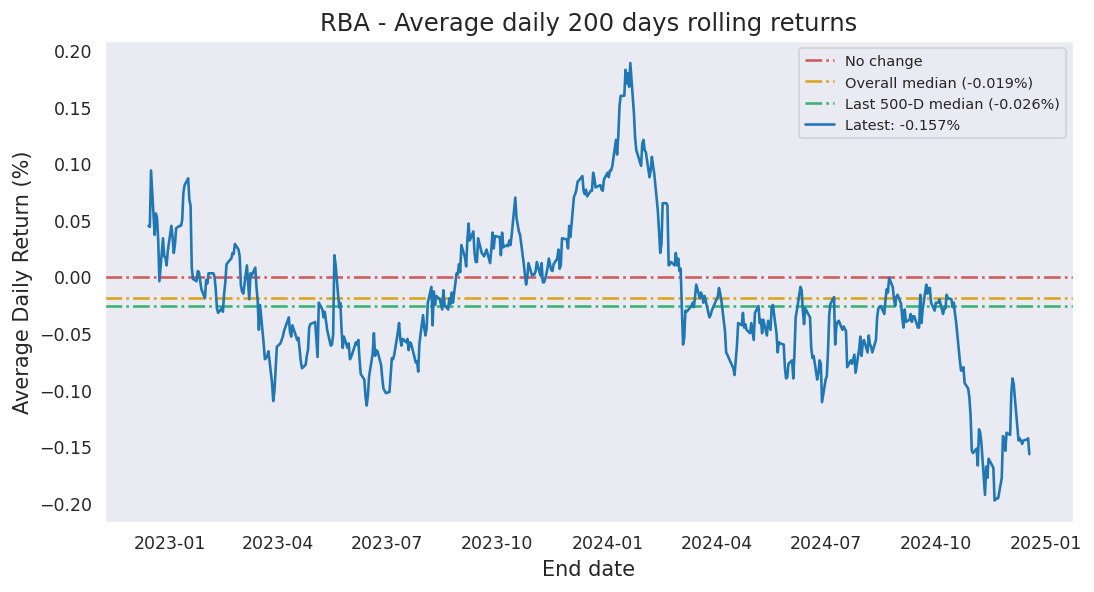 RBA - Average daily 200 days rolling returns
No change
Overall median (-0.019%)
Last 500-D median (-0.026%)
Latest: -0.157%
Average Daily Return (%)
0.20
0.15
0.10
0.05
0.00
−0.05
−0.10
−0.15
−0.20
2023-01 2023-04 2023-07 2023-10 2024-01 2024-04 2024-07 2024-10 2025-01
End date